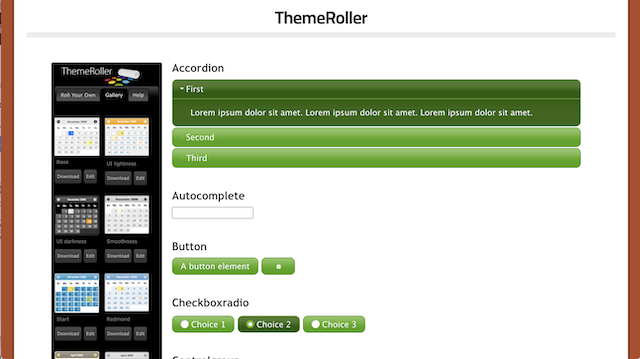 ThemeRoller
ThemeRoller
Roll Your Own
Gallery
Help
Base
UI lightness
Download
Edit
Download
Edit
UI darkness
Smoothness
Download
Edit
Download
Edit
Start
Redmond
Download
Edit
Download
Edit
Accordion
First
Lorem ipsum dolor sit amet. Lorem ipsum dolor sit amet. Lorem ipsum dolor sit amet.
Second
Third
Autocomplete
Button
A button element
Checkboxradio
Choice 1
Choice 2
Choice 3